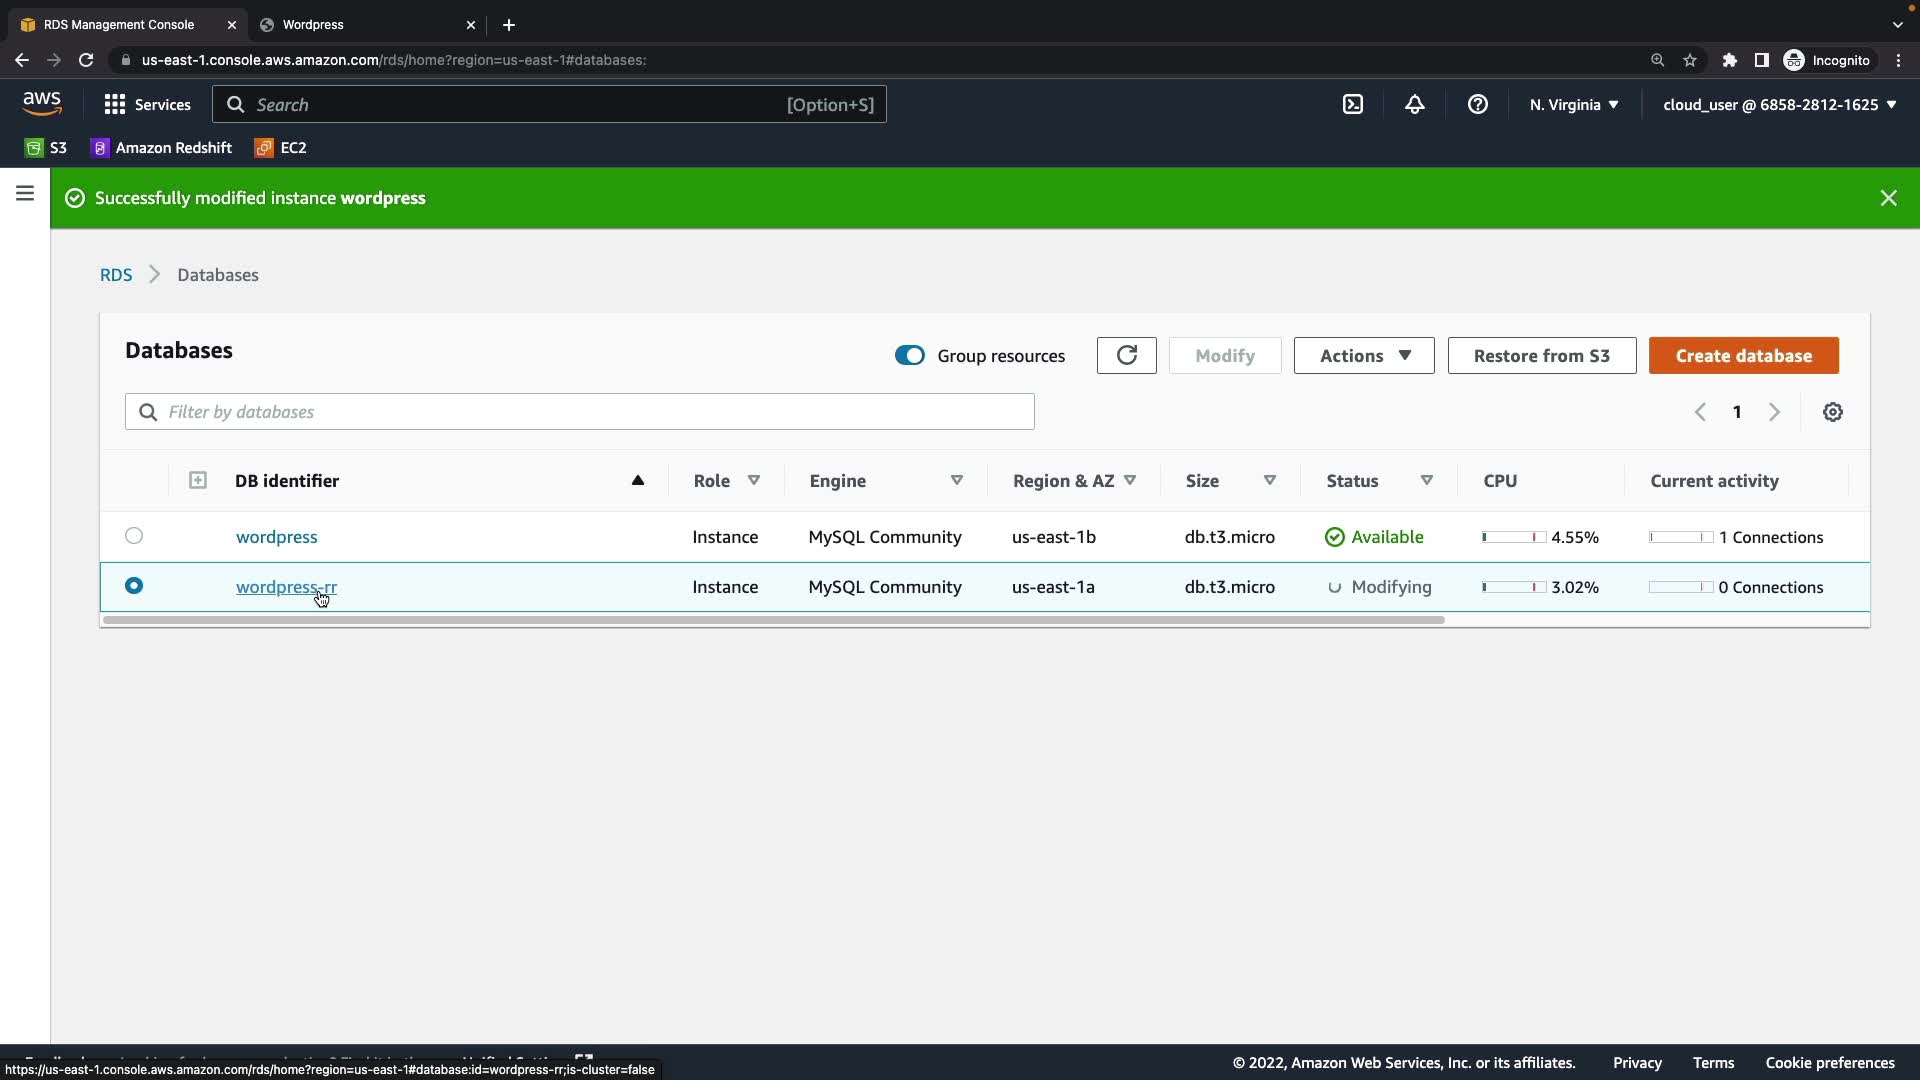 RDS Management Console
Wordpress
us-east-1.console.aws.amazon.com/rds/home?region=us-east-1#databases:
Incognito
aws
Services
Search
[Option+S]
N. Virginia
cloud_user @ 6858-2812-1625
S3
Amazon Redshift
EC2
Successfully modified instance wordpress
RDS
Databases
Databases
Group resources
Modify
Actions
Restore from S3
Create database
Filter by databases
1
DB identifier
Role
Engine
Region & AZ
Size
Status
CPU
Current activity
wordpress
Instance
MySQL Community
us-east-1b
db.t3.micro
Available
4.55%
1 Connections
wordpress-rr
Instance
MySQL Community
us-east-1a
db.t3.micro
Modifying
3.02%
0 Connections
https://us-east-1.console.aws.amazon.com/rds/home?region=us-east-1#database:id=wordpress-rr;is-cluster=false
© 2022, Amazon Web Services, Inc. or its affiliates.
Privacy
Terms
Cookie preferences